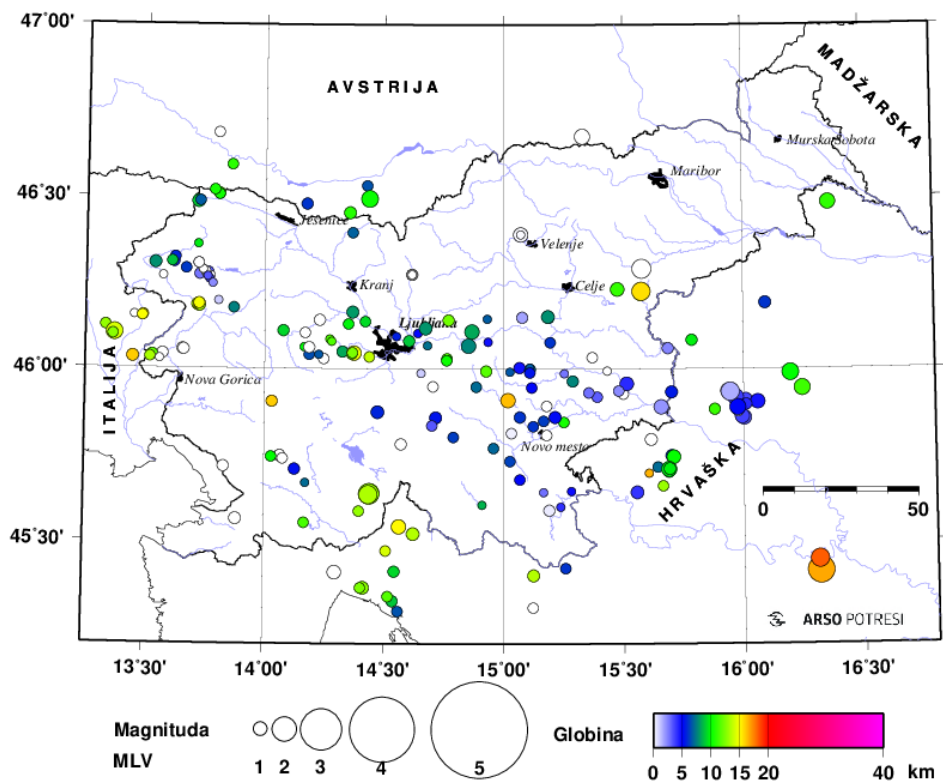 47°00'
AVSTRIJA
MADŽARSKA
Murska Sobota
Maribor
46°30'
Jesenice
Velenje
Kranj
Celje
Ljubljana
46°00'
ITALIJA
Nova Gorica
Novo mesto
HRVAŠKA
0 50
45°30'
ARSO POTRESI
13°30' 14°00' 14°30' 15°00' 15°30' 16°00' 16°30'
Magnituda
MLV
1 2 3 4 5
Globina
0 5 10 15 20 40 km